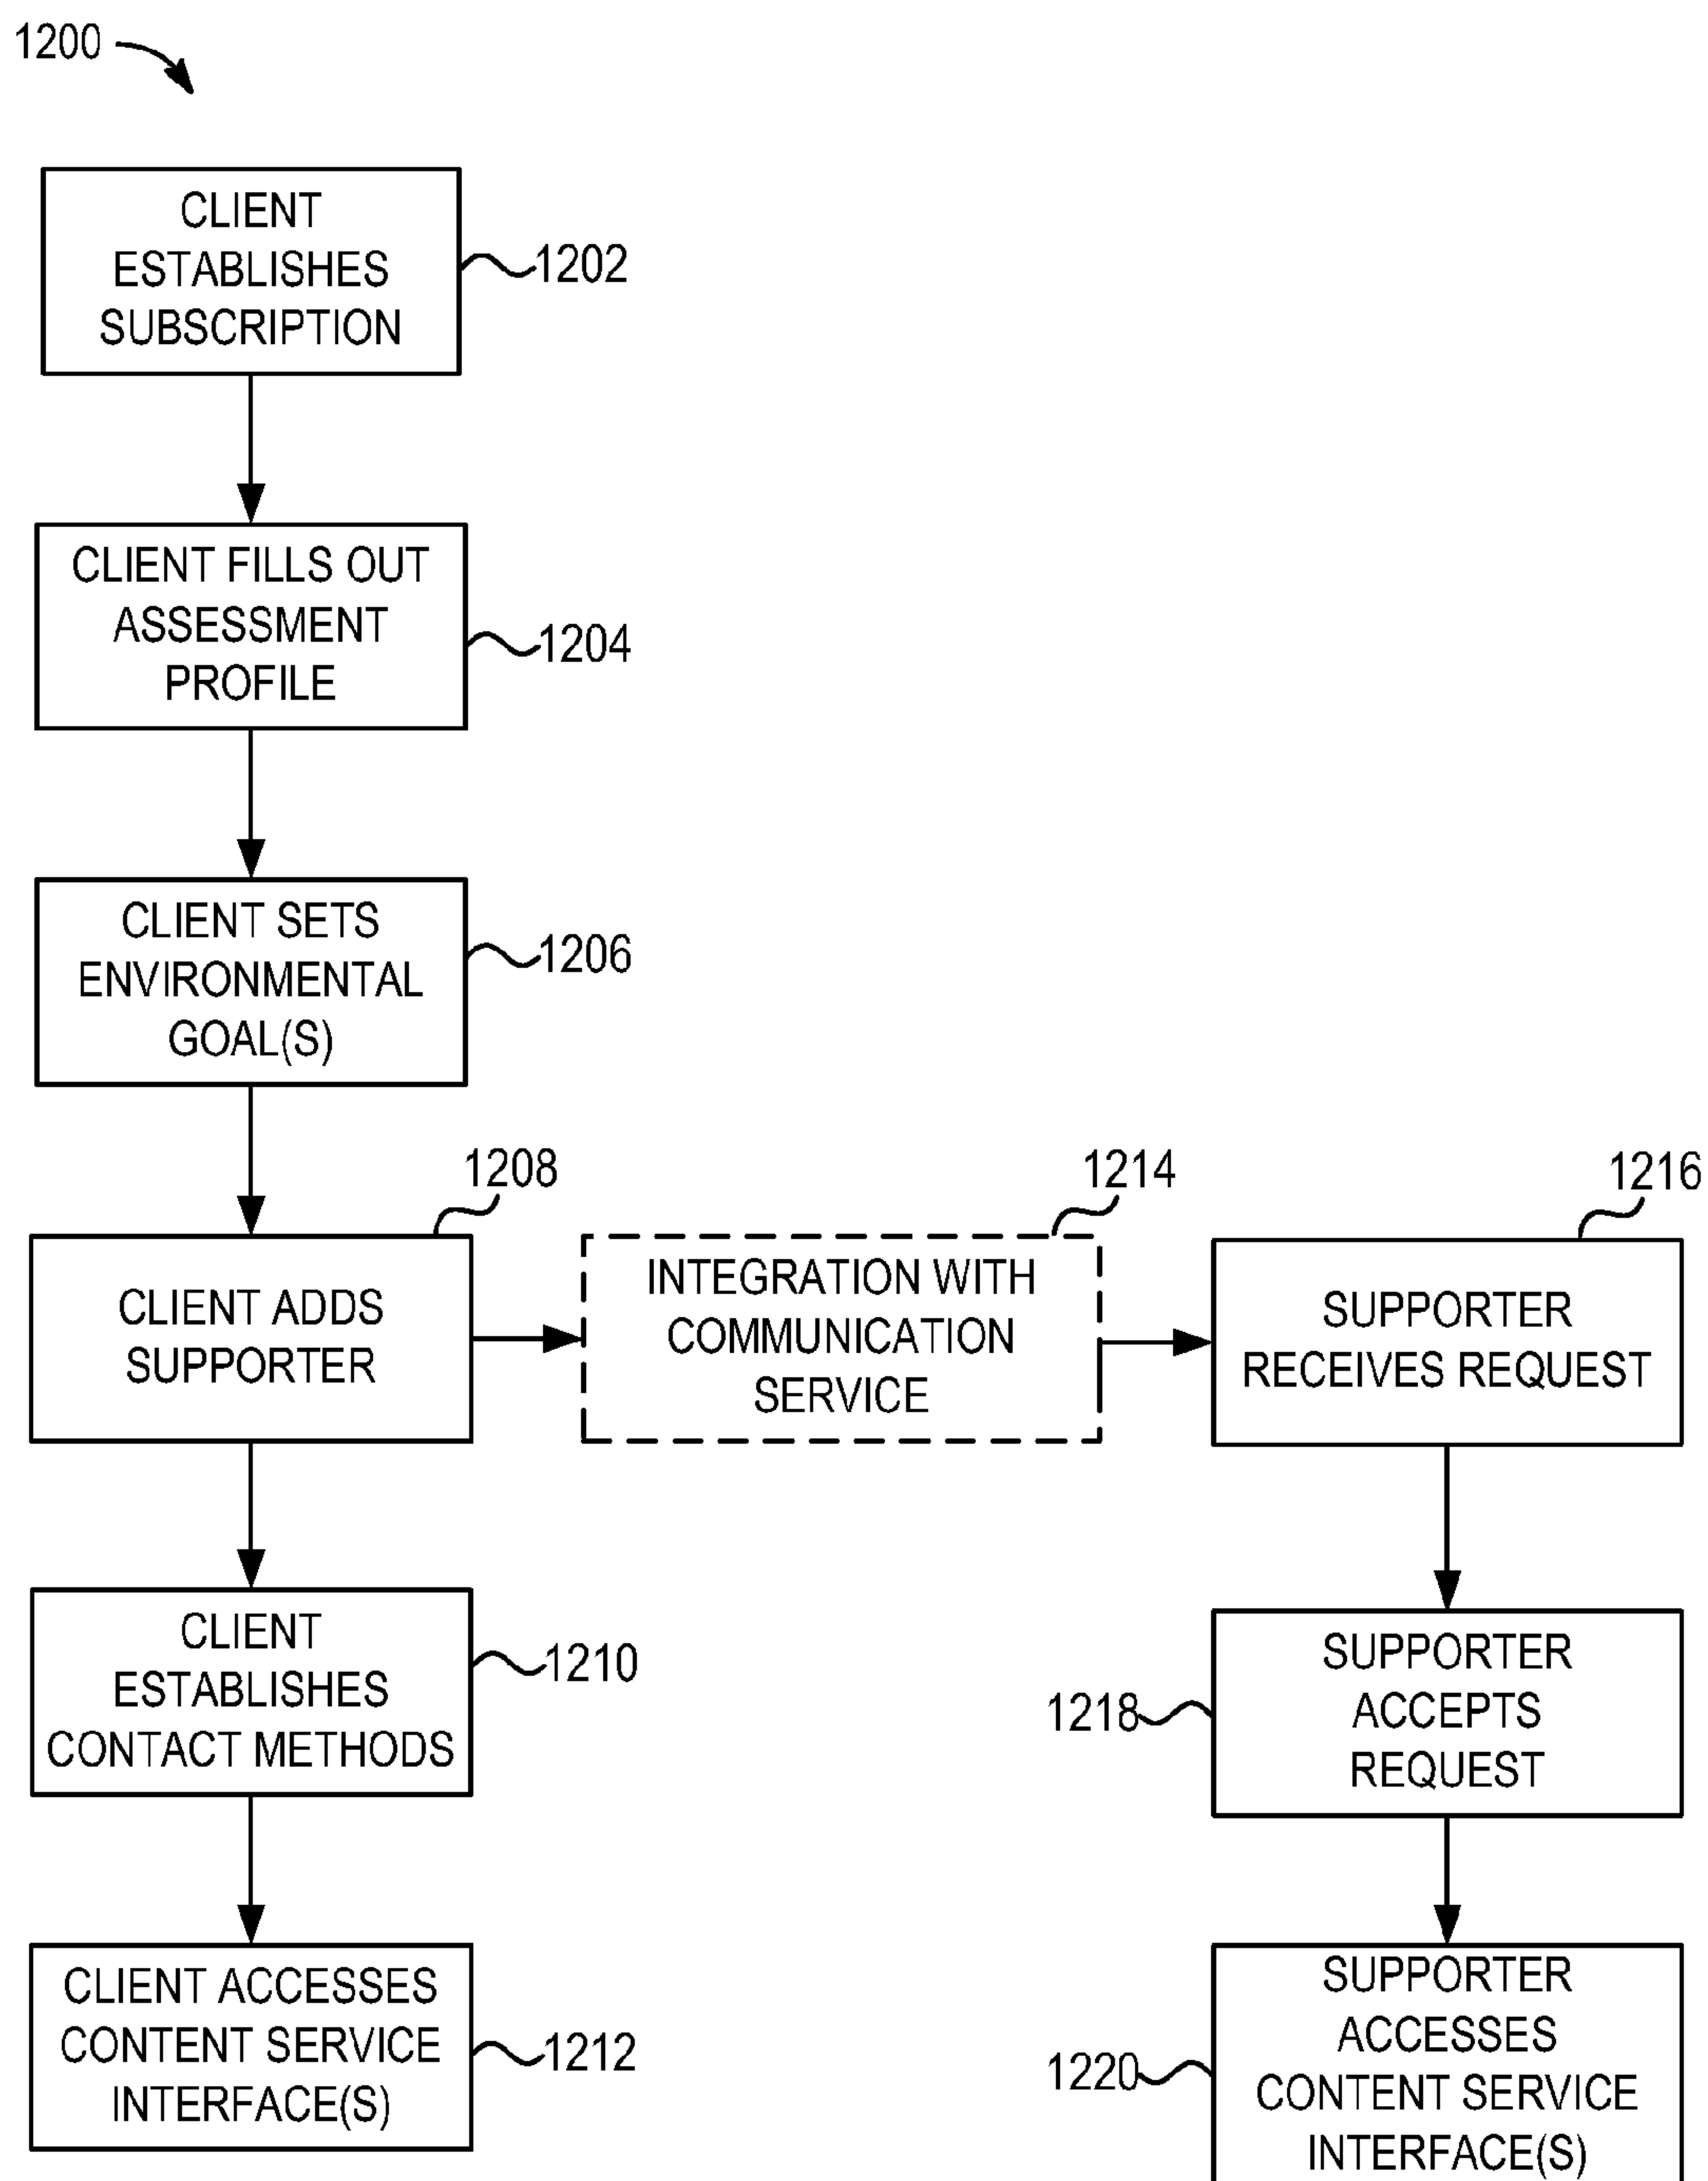 1200
CLIENT
ESTABLISHES
SUBSCRIPTION
1202
CLIENT FILLS OUT
ASSESSMENT
PROFILE
1204
CLIENT SETS
ENVIRONMENTAL
GOAL(S)
1206
1208
CLIENT ADDS
SUPPORTER
1214
INTEGRATION WITH
COMMUNICATION
SERVICE
1216
SUPPORTER
RECEIVES REQUEST
CLIENT
ESTABLISHES
CONTACT METHODS
1210
1218
SUPPORTER
ACCEPTS
REQUEST
CLIENT ACCESSES
CONTENT SERVICE
INTERFACE(S)
1212
1220
SUPPORTER
ACCESSES
CONTENT SERVICE
INTERFACE(S)